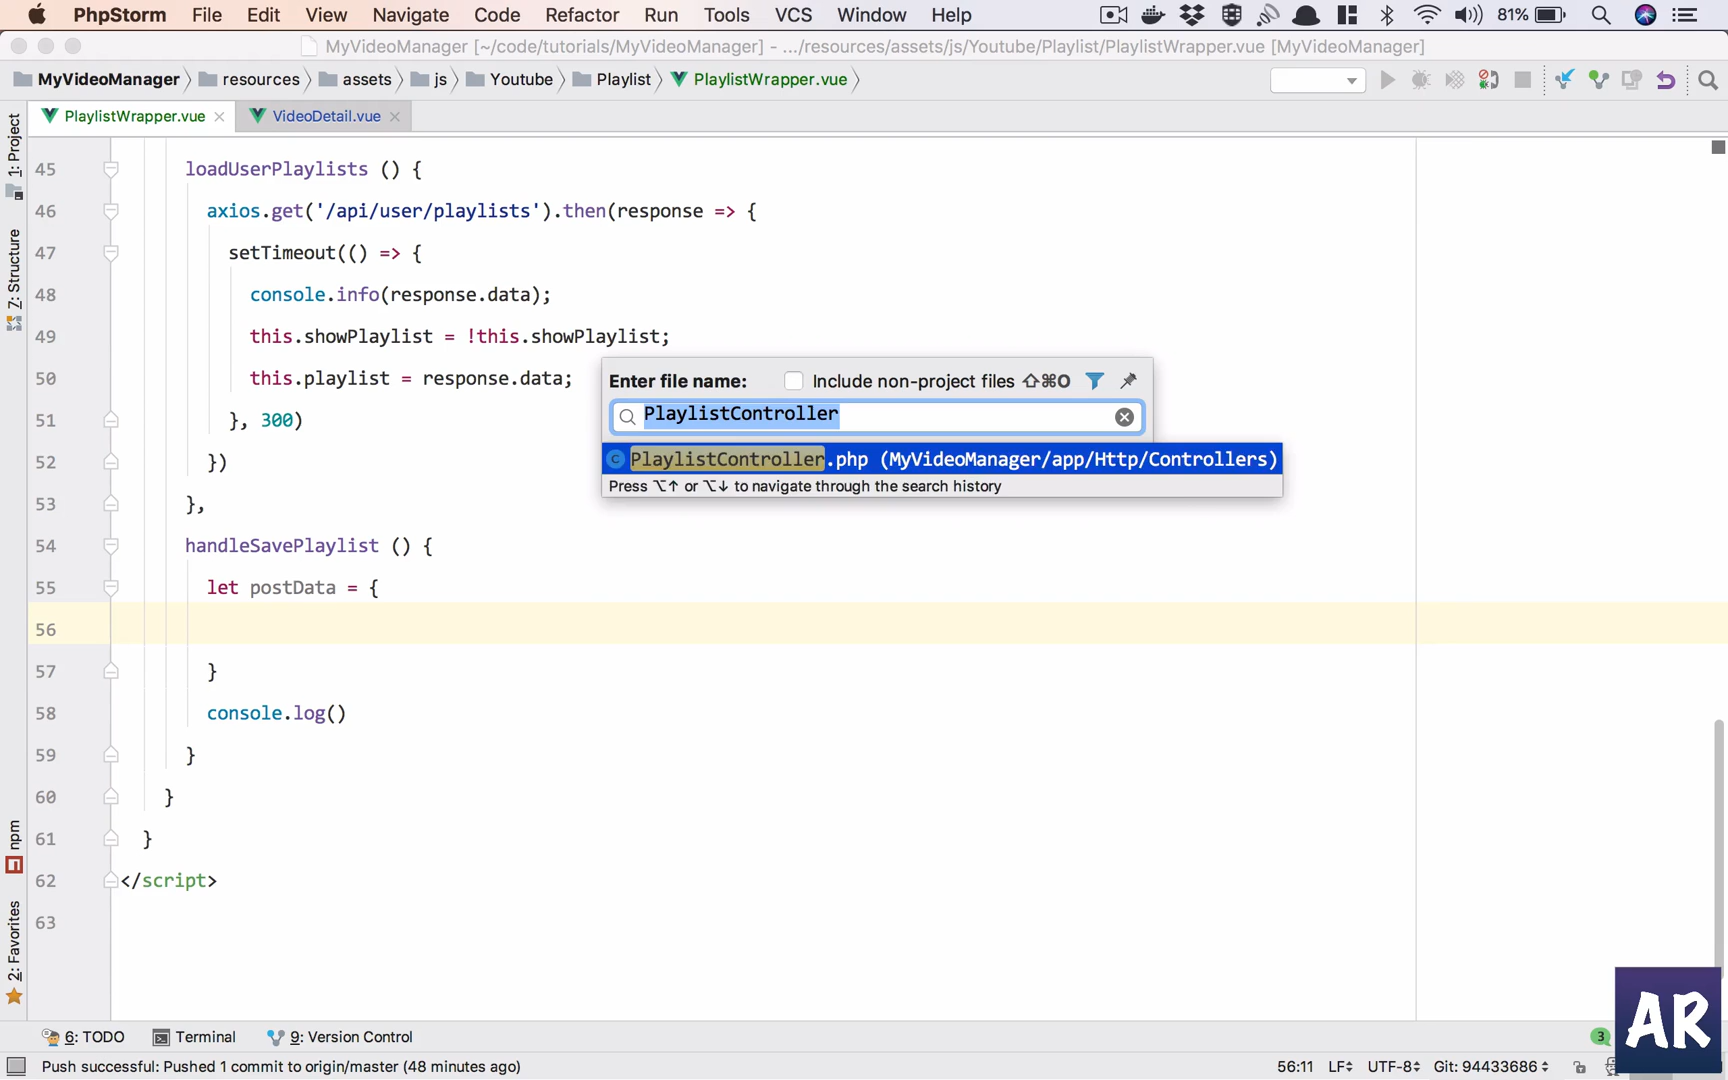 PhpStorm File Edit View Navigate Code Refactor Run Tools VCS Window Help 81%
MyVideoManager [~/code/tutorials/MyVideoManager] - .../resources/assets/js/Youtube/Playlist/PlaylistWrapper.vue [MyVideoManager]
MyVideoManager resources assets js Youtube Playlist PlaylistWrapper.vue
PlaylistWrapper.vue VideoDetail.vue
1: Project
Z: Structure
npm
2: Favorites
45 loadUserPlaylists () {
46 axios.get('/api/user/playlists').then(response => {
47 setTimeout(() => {
48 console.info(response.data);
49 this.showPlaylist = !this.showPlaylist;
50 this.playlist = response.data;
51 }, 300)
52 })
53 },
54 handleSavePlaylist () {
55 let postData = {
56
57 }
58 console.log()
59 }
60 }
61 }
62 </script>
63
Enter file name: Include non-project files ⇧⌘O
PlaylistController
PlaylistController.php (MyVideoManager/app/Http/Controllers)
Press ⌥↑ or ⌥↓ to navigate through the search history
6: TODO Terminal 9: Version Control 3
Push successful: Pushed 1 commit to origin/master (48 minutes ago) 56:11 LF UTF-8 Git: 94433686
AR